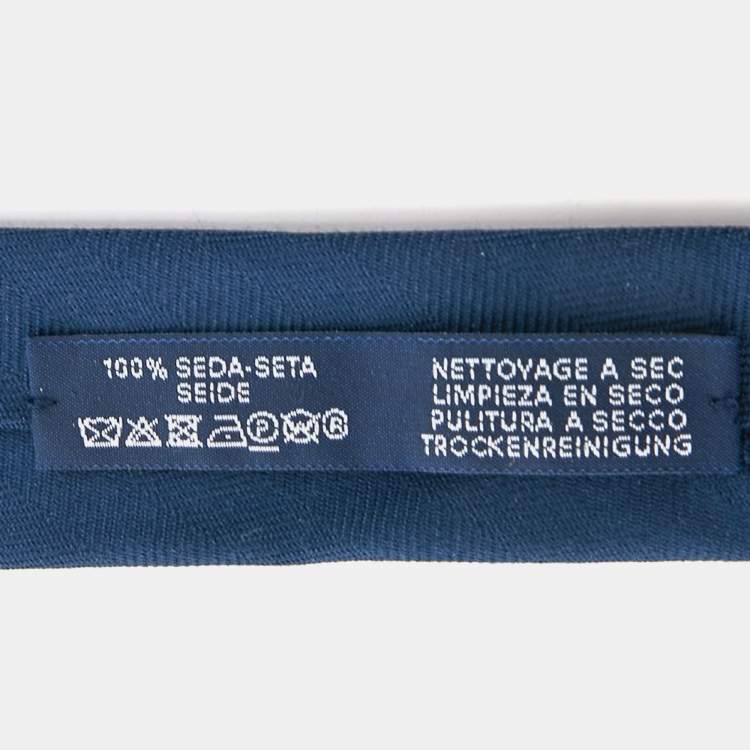 100% SEDA-SETA
SEIDE
P W R
NETTOYAGE A SEC
LIMPIEZA EN SECO
PULITURA A SECCO
TROCKENREINIGUNG